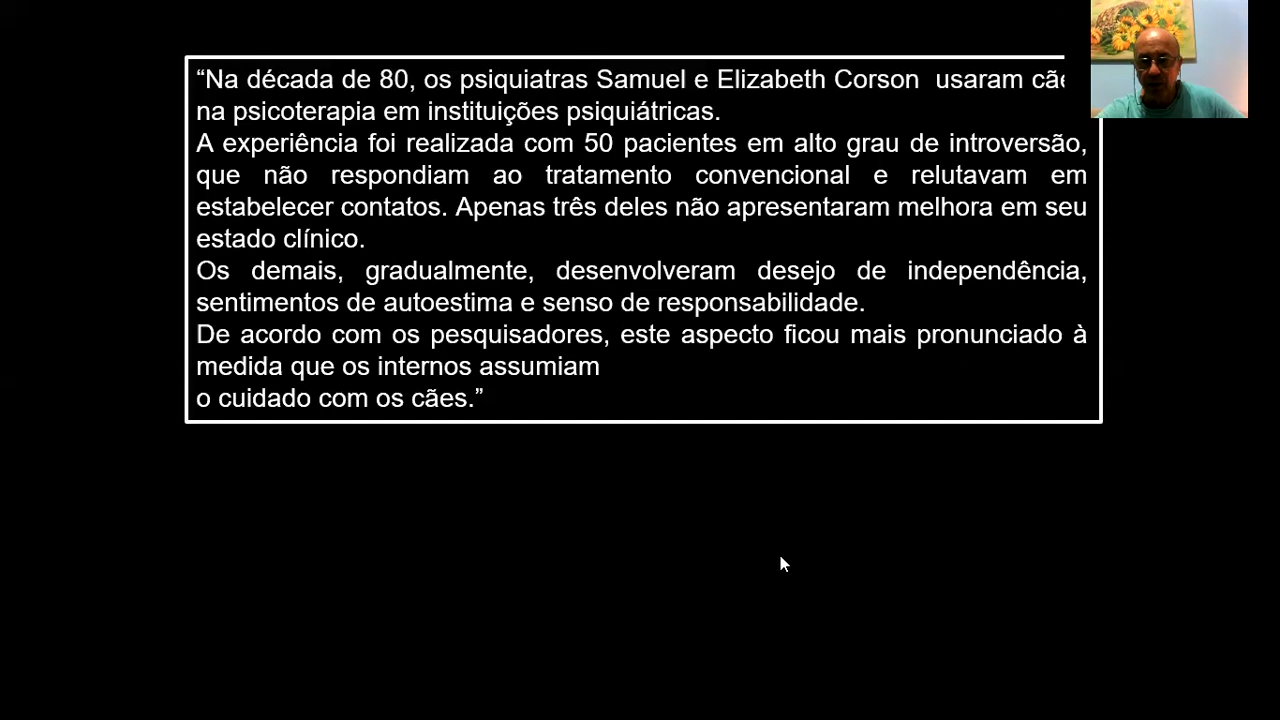 “Na década de 80, os psiquiatras Samuel e Elizabeth Corson usaram
na psicoterapia em instituições psiquiátricas.
A experiência foi realizada com 50 pacientes em alto grau de introversão,
que não respondiam ao tratamento convencional e relutavam em
estabelecer contatos. Apenas três deles não apresentaram melhora em seu
estado clínico.
Os demais, gradualmente, desenvolveram desejo de independência,
sentimentos de autoestima e senso de responsabilidade.
De acordo com os pesquisadores, este aspecto ficou mais pronunciado à
medida que os internos assumiam
o cuidado com os cães.”